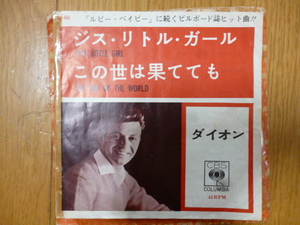 「ルビー・ベイビー」に続くビルボード誌ヒット曲!!
ジス・リトル・ガール
LITTLE GIRL
この世は果てても
THE WORLD
ダイオン
CBS
COLUMBIA
45RPM